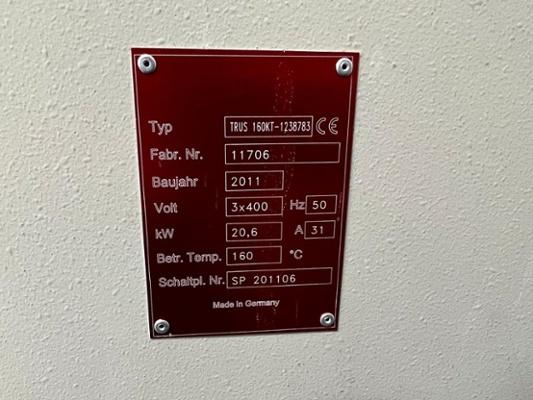 Typ TRUS 160KT-1238783 CE
Fabr. Nr. 11706
Baujahr 2011
Volt 3x400 Hz 50
kW 20,6 A 31
Betr. Temp. 160 °C
Schaltpl. Nr. SP 201106
Made in Germany